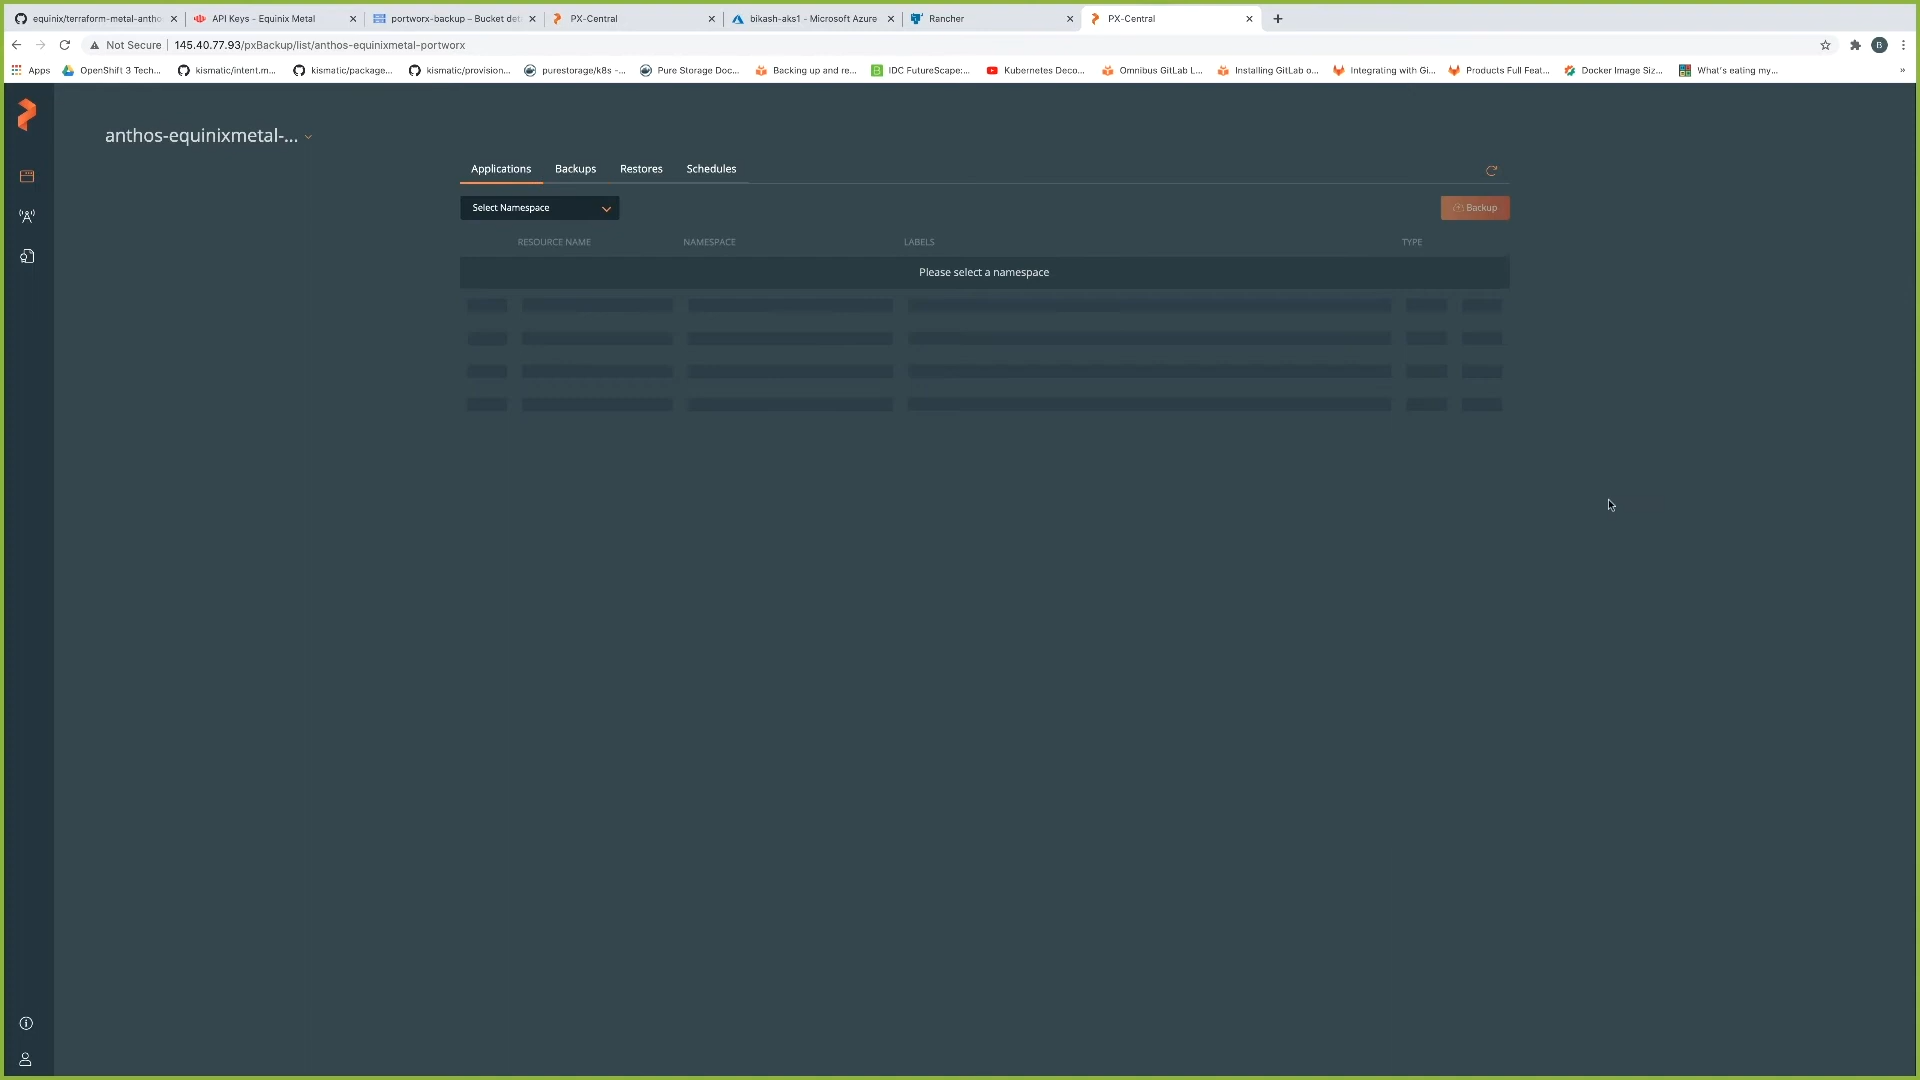 equinix/terraform-metal-antho
API Keys - Equinix Metal
portworx-backup – Bucket det
PX-Central
bikash-aks1 - Microsoft Azure
Rancher
PX-Central
Not Secure
145.40.77.93/pxBackup/list/anthos-equinixmetal-portworx
B
Apps
OpenShift 3 Tech...
kismatic/intent.m...
kismatic/package...
kismatic/provision...
purestorage/k8s -...
Pure Storage Doc...
Backing up and re...
IDC FutureScape:...
Kubernetes Deco...
Omnibus GitLab L...
Installing GitLab o...
Integrating with Gi...
Products Full Feat...
Docker Image Siz...
What's eating my...
»
anthos-equinixmetal-...
Applications
Backups
Restores
Schedules
Select Namespace
Backup
RESOURCE NAME
NAMESPACE
LABELS
TYPE
Please select a namespace